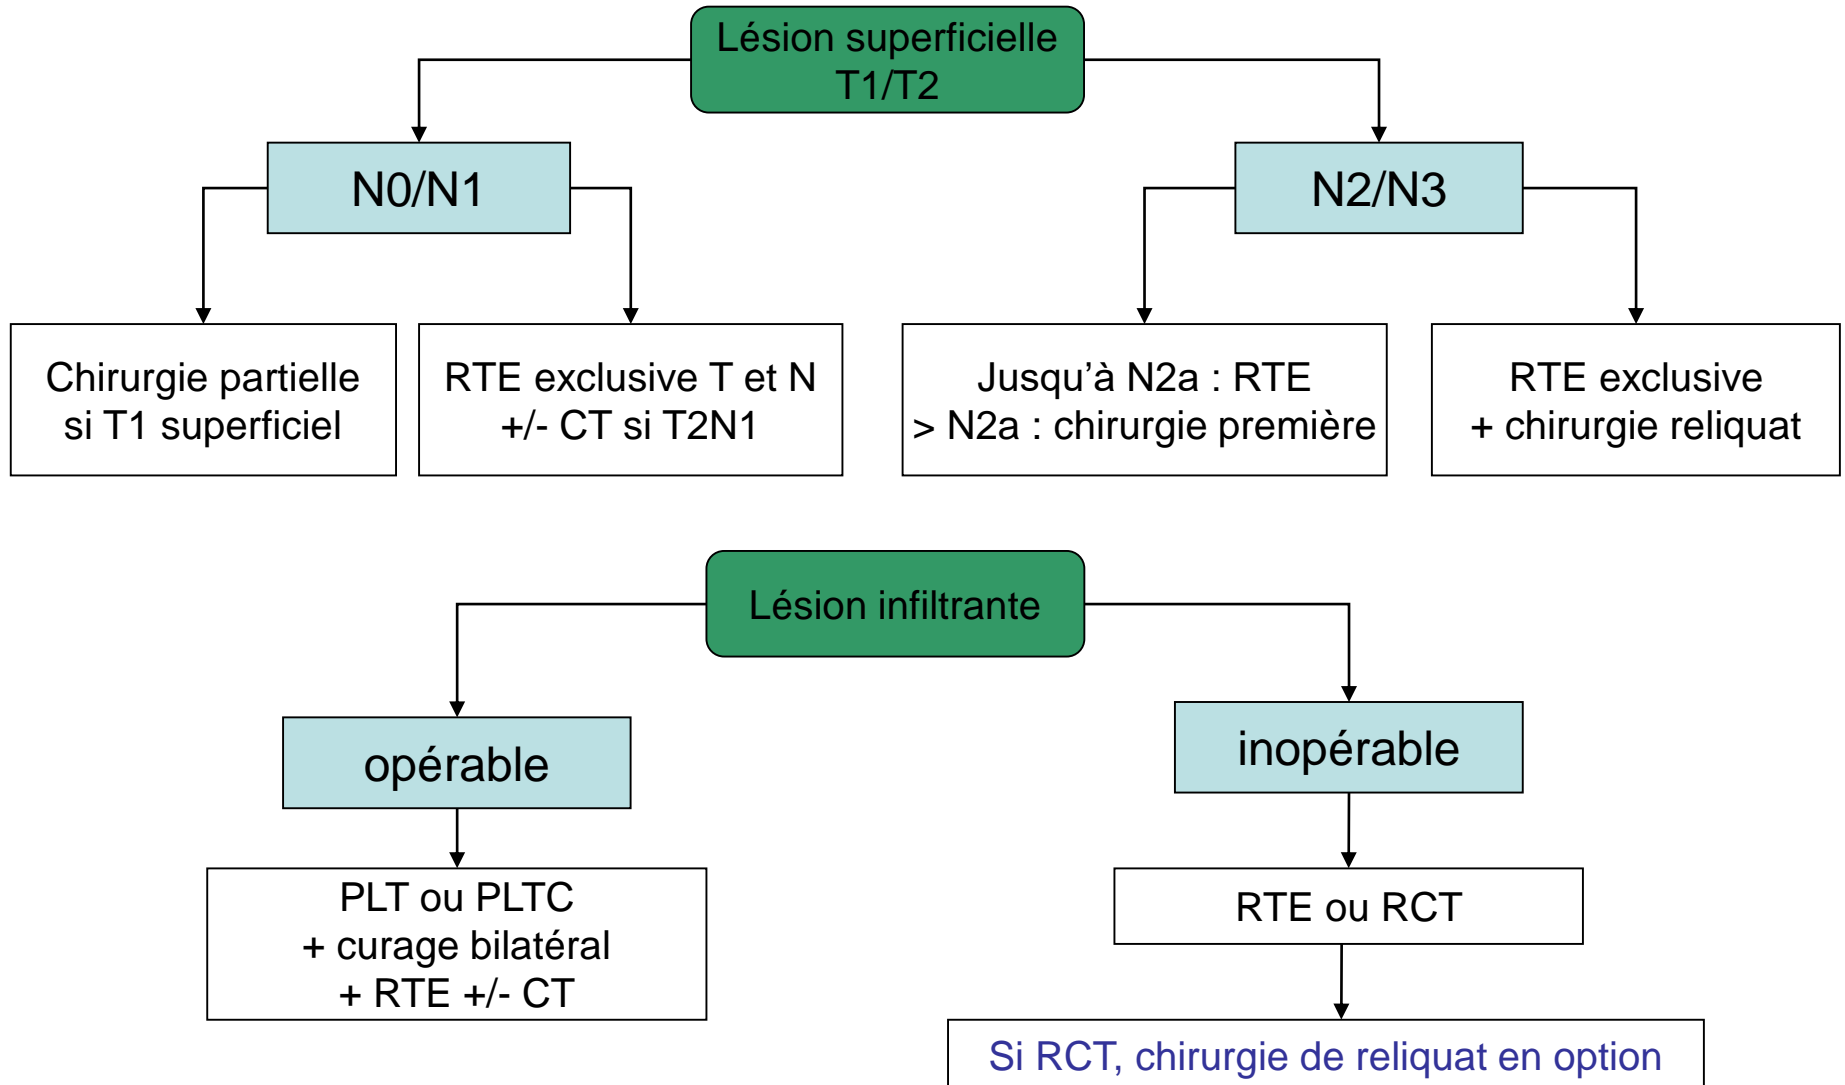 Lésion superficielle
T1/T2
N0/N1
N2/N3
Chirurgie partielle
si T1 superficiel
RTE exclusive T et N
+/- CT si T2N1
Jusqu’à N2a : RTE
> N2a : chirurgie première
RTE exclusive
+ chirurgie reliquat
Lésion infiltrante
opérable
inopérable
PLT ou PLTC
+ curage bilatéral
+ RTE +/- CT
RTE ou RCT
Si RCT, chirurgie de reliquat en option